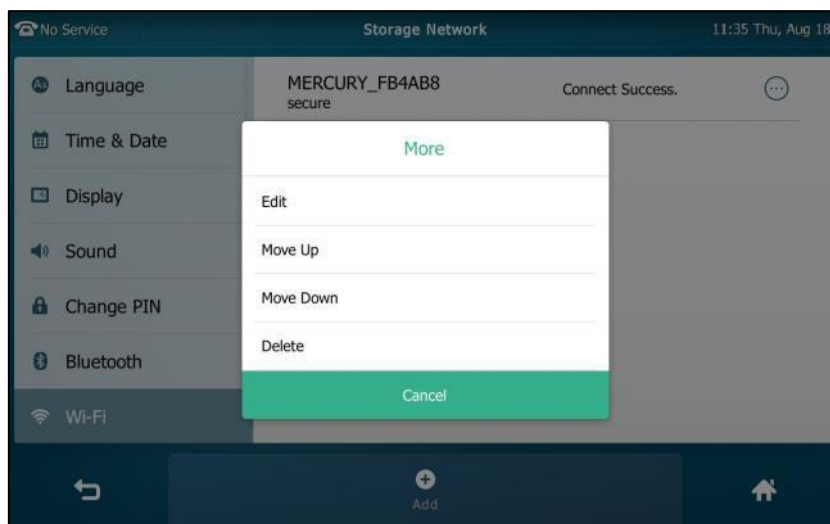 No Service
Storage Network
11:35 Thu, Aug 18
Language
MERCURY_FB4AB8
secure
Connect Success.
Time & Date
Display
Sound
Change PIN
Bluetooth
Wi-Fi
More
Edit
Move Up
Move Down
Delete
Cancel
Add